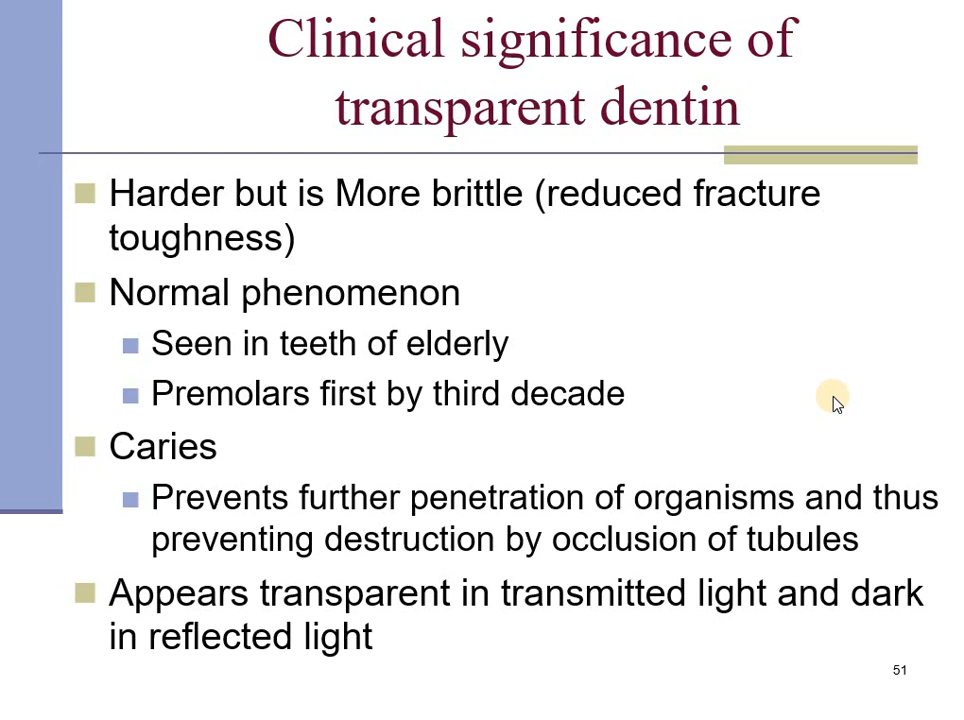 Clinical significance of
transparent dentin
Harder but is More brittle (reduced fracture
toughness)
Normal phenomenon
Seen in teeth of elderly
Premolars first by third decade
Caries
Prevents further penetration of organisms and thus
preventing destruction by occlusion of tubules
Appears transparent in transmitted light and dark
in reflected light
51